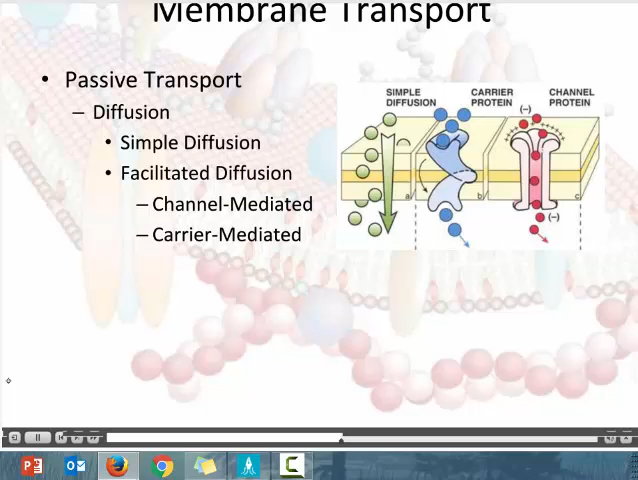 Membrane Transport
• Passive Transport
– Diffusion
• Simple Diffusion
• Facilitated Diffusion
– Channel-Mediated
– Carrier-Mediated
SIMPLE DIFFUSION
CARRIER PROTEIN
CHANNEL PROTEIN
(-)
(-)
a
b
c